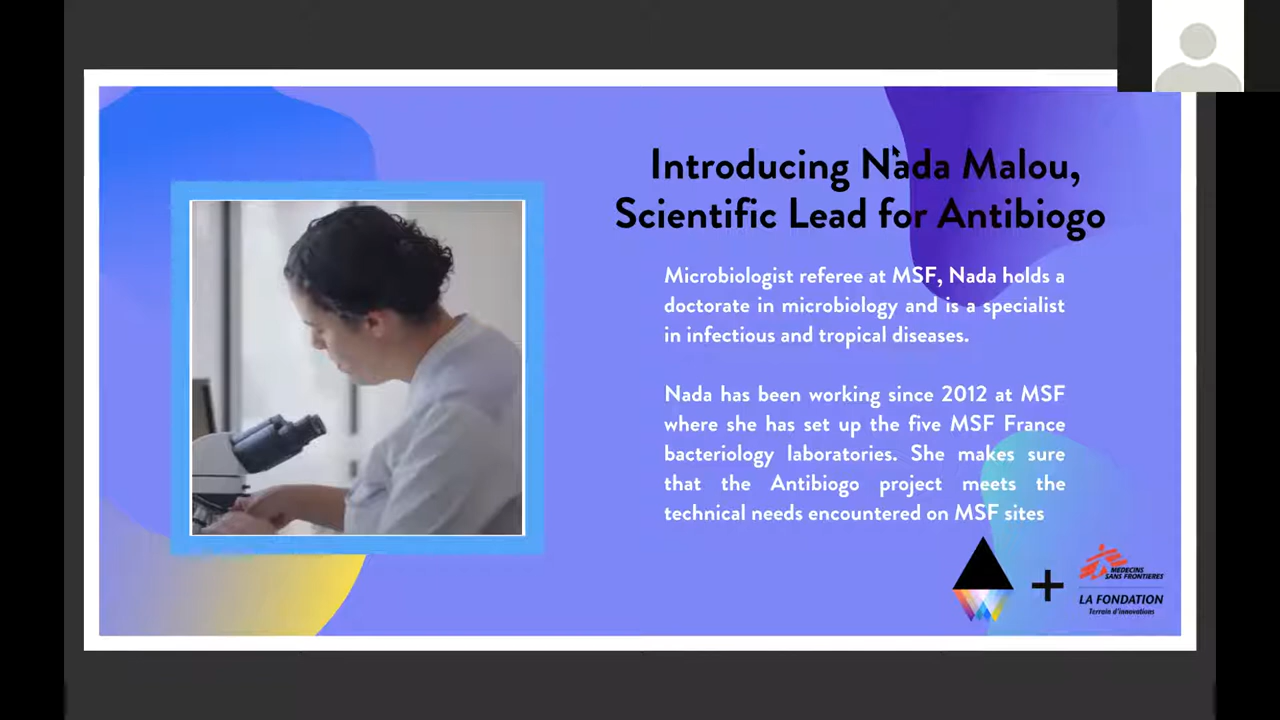 Introducing Nada Malou,
Scientific Lead for Antibiogo
Microbiologist referee at MSF, Nada holds a
doctorate in microbiology and is a specialist
in infectious and tropical diseases.
Nada has been working since 2012 at MSF
where she has set up the five MSF France
bacteriology laboratories. She makes sure
that the Antibiogo project meets the
technical needs encountered on MSF sites
+
MEDECINS
SANS FRONTIERES
LA FONDATION
Terrain d'innovations